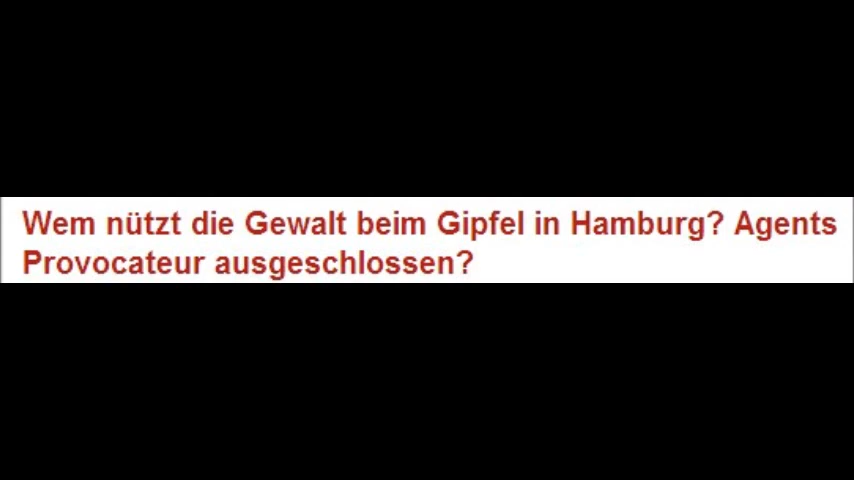 Wem nützt die Gewalt beim Gipfel in Hamburg? Agents
Provocateur ausgeschlossen?